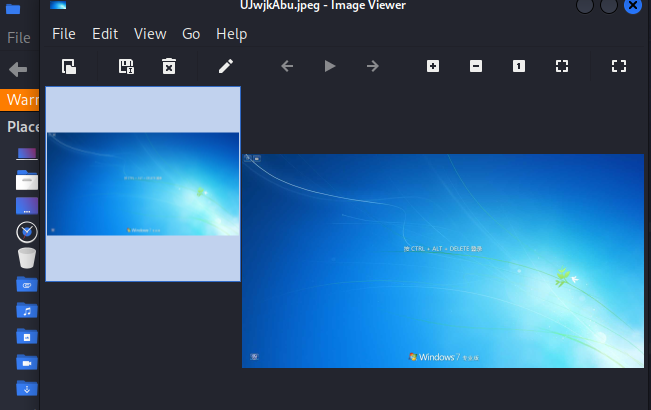 UJwjkAbu.jpeg - Image Viewer
File
File Edit View Go Help
Warn
Place
按 CTRL + ALT + DELETE 登录
Windows 7 专业版